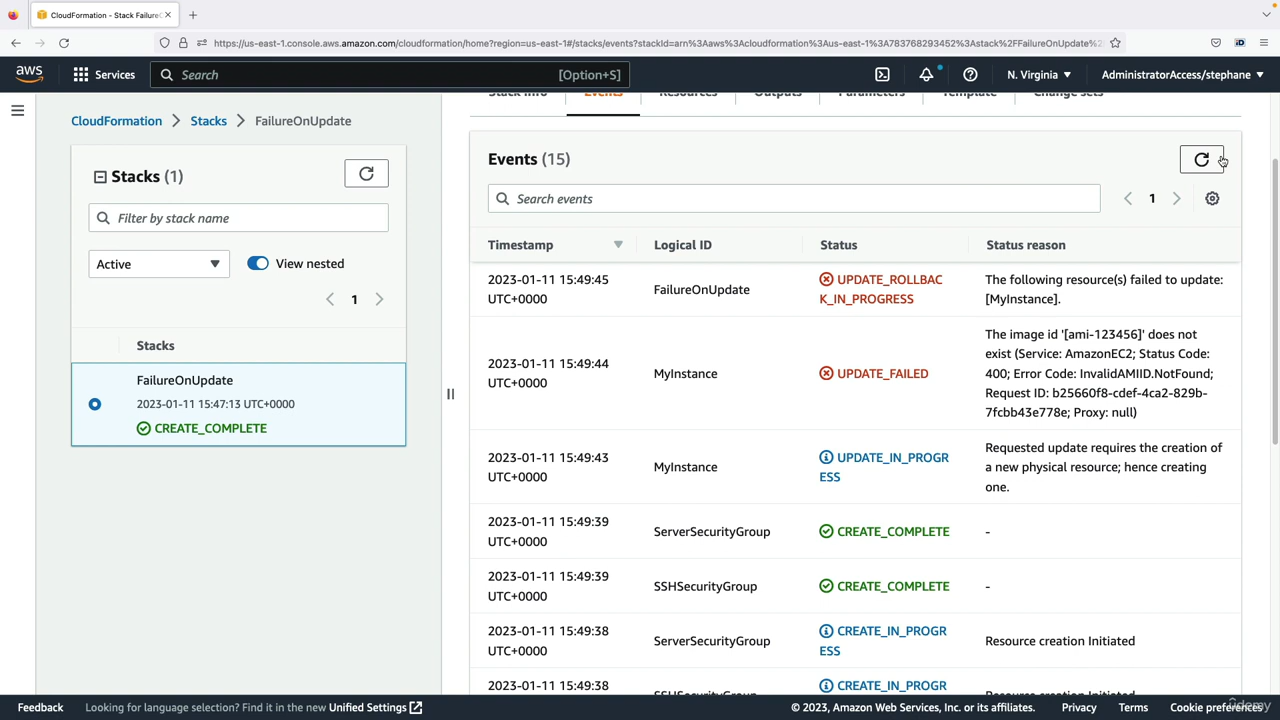 CloudFormation - Stack FailureO
https://us-east-1.console.aws.amazon.com/cloudformation/home?region=us-east-1#/stacks/events?stackId=arn%3Aaws%3Acloudformation%3Aus-east-1%3A783768293452%3Astack%2FFailureOnUpdate%2
aws
Services
Search
[Option+S]
N. Virginia
AdministratorAccess/stephane
CloudFormation
Stacks
FailureOnUpdate
Stacks (1)
Filter by stack name
Active
View nested
1
Stacks
FailureOnUpdate
2023-01-11 15:47:13 UTC+0000
CREATE_COMPLETE
Stack info
Events
Resources
Outputs
Parameters
Template
Change sets
Events (15)
Search events
1
Timestamp
Logical ID
Status
Status reason
2023-01-11 15:49:45
UTC+0000
FailureOnUpdate
UPDATE_ROLLBAC
K_IN_PROGRESS
The following resource(s) failed to update:
[MyInstance].
2023-01-11 15:49:44
UTC+0000
MyInstance
UPDATE_FAILED
The image id '[ami-123456]' does not
exist (Service: AmazonEC2; Status Code:
400; Error Code: InvalidAMIID.NotFound;
Request ID: b25660f8-cdef-4ca2-829b-
7fcbb43e778e; Proxy: null)
2023-01-11 15:49:43
UTC+0000
MyInstance
UPDATE_IN_PROGR
ESS
Requested update requires the creation of
a new physical resource; hence creating
one.
2023-01-11 15:49:39
UTC+0000
ServerSecurityGroup
CREATE_COMPLETE
-
2023-01-11 15:49:39
UTC+0000
SSHSecurityGroup
CREATE_COMPLETE
-
2023-01-11 15:49:38
UTC+0000
ServerSecurityGroup
CREATE_IN_PROGR
ESS
Resource creation Initiated
2023-01-11 15:49:38
SSHSecurityGroup
CREATE_IN_PROGR
Resource creation Initiated
Feedback
Looking for language selection? Find it in the new Unified Settings
© 2023, Amazon Web Services, Inc. or its affiliates.
Privacy
Terms
Cookie preferences
Udemy